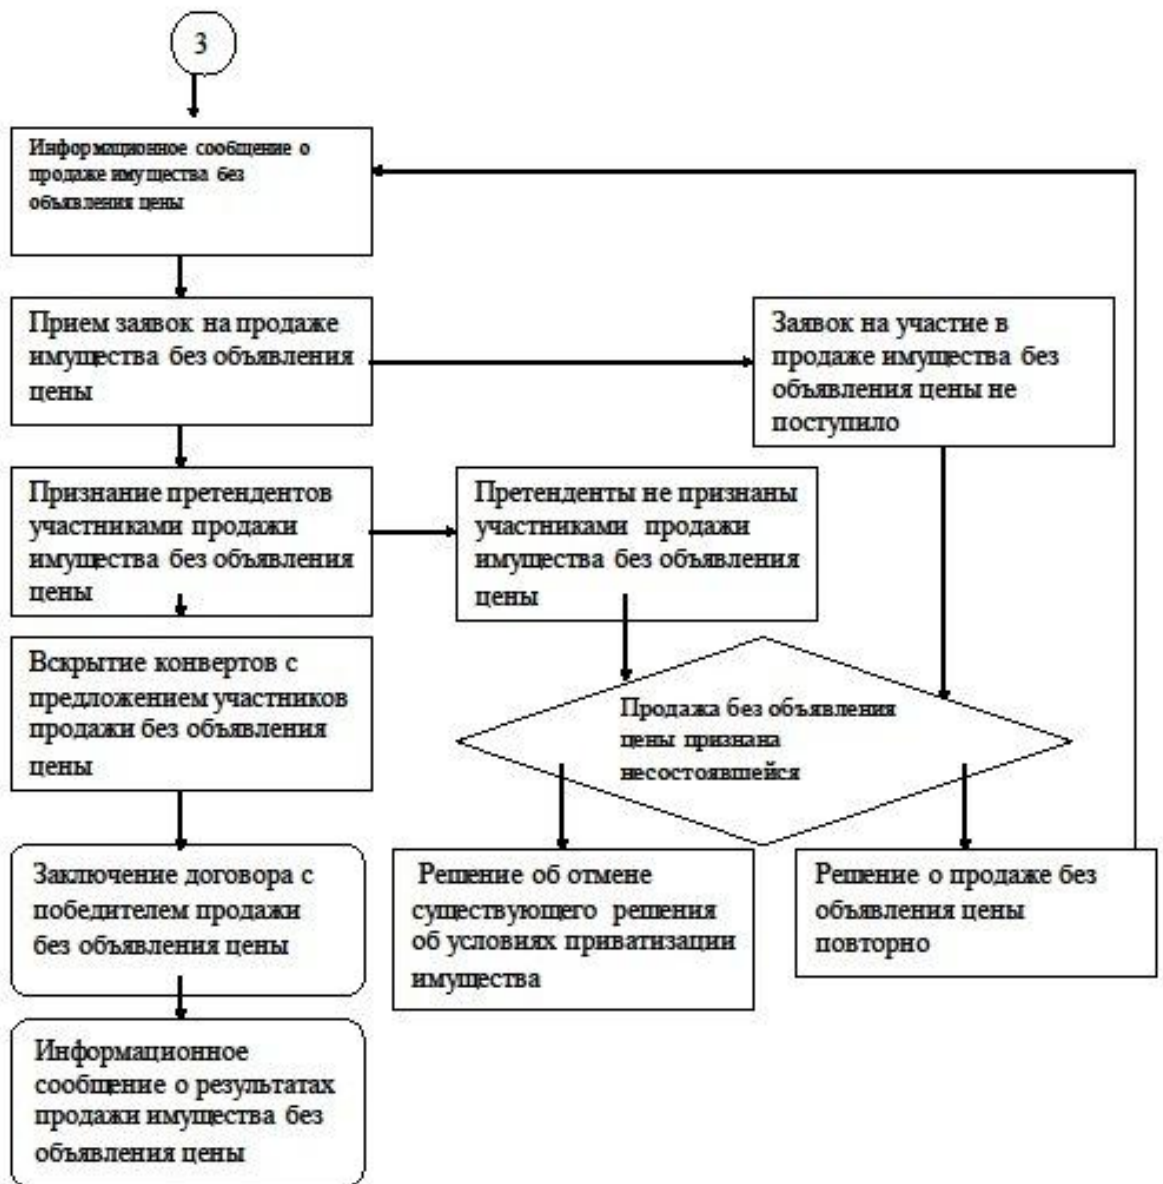 3
Информационное сообщение о
продаже имущества без
объявления цены
Прием заявок на продаже
имущества без объявления
цены
Заявок на участие в
продаже имущества без
объявления цены не
поступило
Признание претендентов
участниками продажи
имущества без объявления
цены
Претенденты не признаны
участниками продажи
имущества без объявления
цены
Вскрытие конвертов с
предложением участников
продажи без объявления
цены
Продажа без объявления
цены признана
несостоявшейся
Заключение договора с
победителем продажи
без объявления цены
Решение об отмене
существующего решения
об условиях приватизации
имущества
Решение о продаже без
объявления цены
повторно
Информационное
сообщение о результатах
продажи имущества без
объявления цены